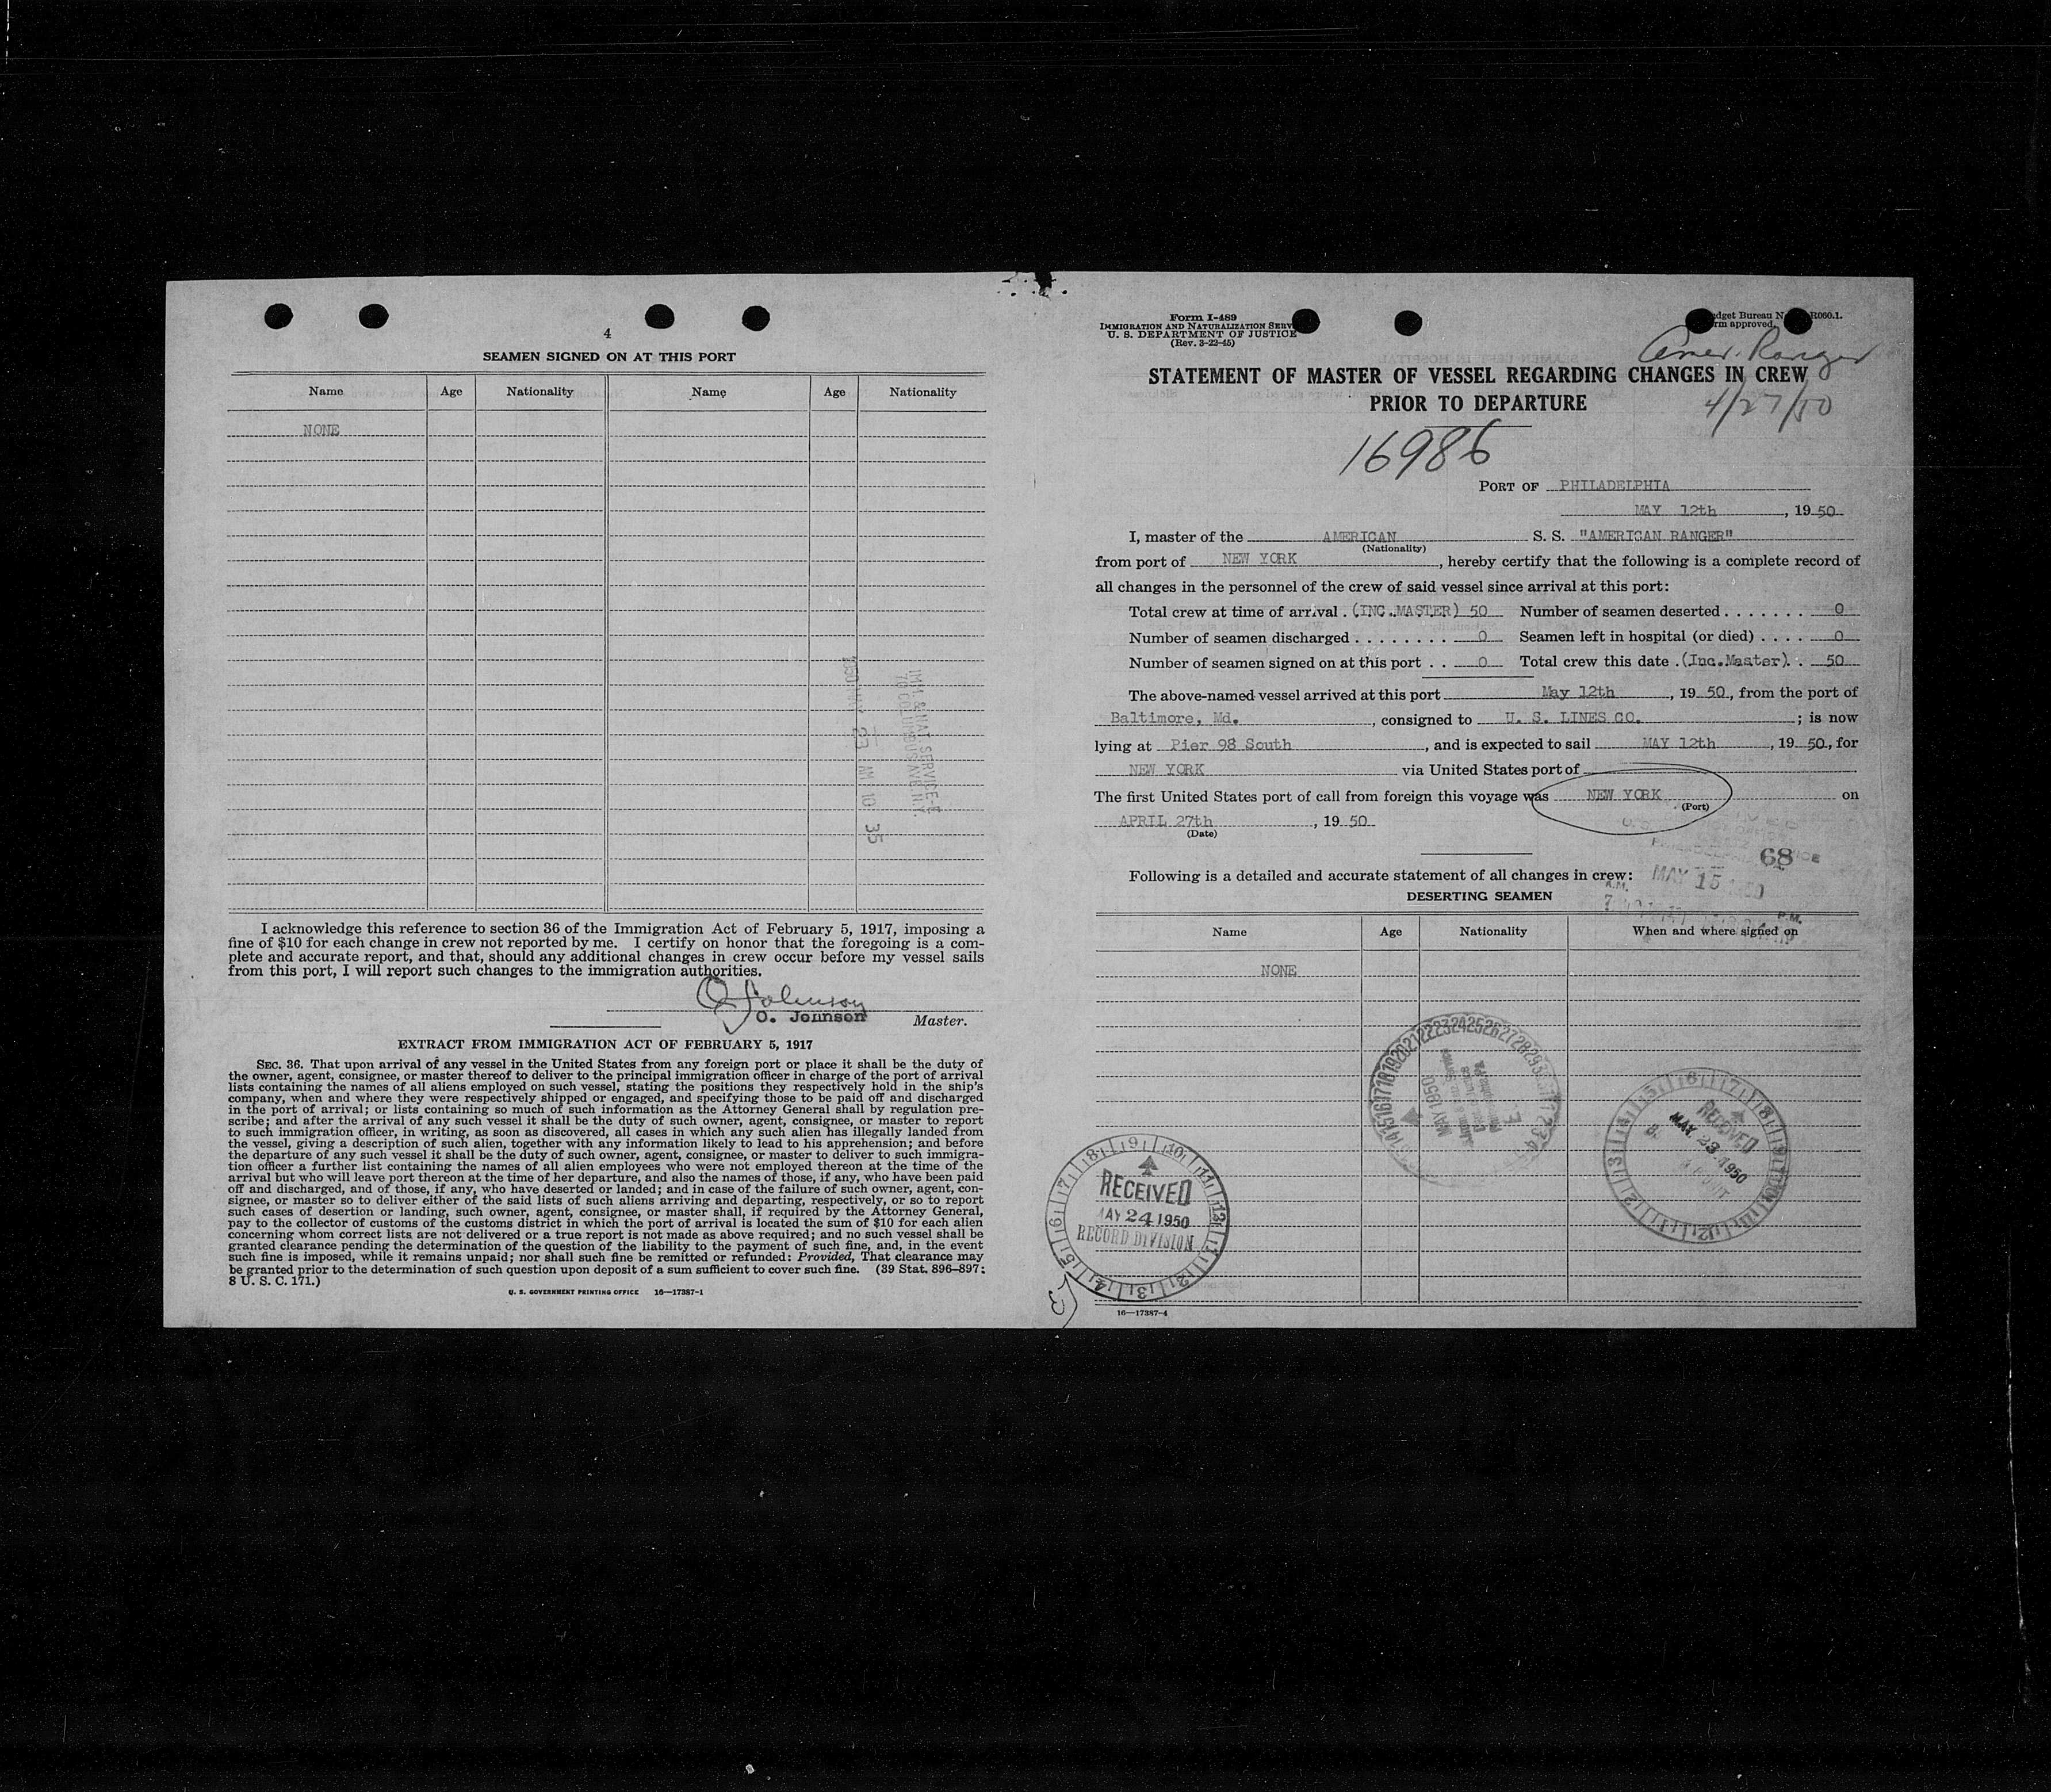 4
SEAMEN SIGNED ON AT THIS PORT
Name Age Nationality Name Age Nationality
NONE
IMM. & NAT. SERVICE
70 COLUMBUS AVE. N.Y.
1950 MAY 23 AM 10 35
I acknowledge this reference to section 36 of the Immigration Act of February 5, 1917, imposing a
fine of $10 for each change in crew not reported by me. I certify on honor that the foregoing is a com-
plete and accurate report, and that, should any additional changes in crew occur before my vessel sails
from this port, I will report such changes to the immigration authorities.
O Johnson
O. Johnson Master.
EXTRACT FROM IMMIGRATION ACT OF FEBRUARY 5, 1917
SEC. 36. That upon arrival of any vessel in the United States from any foreign port or place it shall be the duty of
the owner, agent, consignee, or master thereof to deliver to the principal immigration officer in charge of the port of arrival
lists containing the names of all aliens employed on such vessel, stating the positions they respectively hold in the ship's
company, when and where they were respectively shipped or engaged, and specifying those to be paid off and discharged
in the port of arrival; or lists containing so much of such information as the Attorney General shall by regulation pre-
scribe; and after the arrival of any such vessel it shall be the duty of such owner, agent, consignee, or master to report
to such immigration officer, in writing, as soon as discovered, all cases in which any such alien has illegally landed from
the vessel, giving a description of such alien, together with any information likely to lead to his apprehension; and before
the departure of any such vessel it shall be the duty of such owner, agent, consignee, or master to deliver to such immigra-
tion officer a further list containing the names of all alien employees who were not employed thereon at the time of the
arrival but who will leave port thereon at the time of her departure, and also the names of those, if any, who have been paid
off and discharged, and of those, if any, who have deserted or landed; and in case of the failure of such owner, agent, con-
signee, or master so to deliver either of the said lists of such aliens arriving and departing, respectively, or so to report
such cases of desertion or landing, such owner, agent, consignee, or master shall, if required by the Attorney General,
pay to the collector of customs of the customs district in which the port of arrival is located the sum of $10 for each alien
concerning whom correct lists are not delivered or a true report is not made as above required; and no such vessel shall be
granted clearance pending the determination of the question of the liability to the payment of such fine, and, in the event
such fine is imposed, while it remains unpaid; nor shall such fine be remitted or refunded: Provided, That clearance may
be granted prior to the determination of such question upon deposit of a sum sufficient to cover such fine. (39 Stat. 896–897;
8 U. S. C. 171.)
U. S. GOVERNMENT PRINTING OFFICE 16—17387-1
Form I-489
IMMIGRATION AND NATURALIZATION SERV
U. S. DEPARTMENT OF JUSTICE
(Rev. 3-22-45)
dget Bureau N R060.1.
rm approved.
Amer. Ranger
STATEMENT OF MASTER OF VESSEL REGARDING CHANGES IN CREW
PRIOR TO DEPARTURE
4/27/50
16986
PORT OF PHILADELPHIA
MAY 12th, 19 50
I, master of the AMERICAN S. S. "AMERICAN RANGER"
(Nationality)
from port of NEW YORK, hereby certify that the following is a complete record of
all changes in the personnel of the crew of said vessel since arrival at this port:
Total crew at time of arrival . (INC.MASTER) 50 Number of seamen deserted . . . . . . . 0
Number of seamen discharged . . . . . . . . 0 Seamen left in hospital (or died) . . . . 0
Number of seamen signed on at this port . . 0 Total crew this date . (Inc.Master). . 50
The above-named vessel arrived at this port May 12th, 19 50, from the port of
Baltimore, Md., consigned to U. S. LINES CO.; is now
lying at Pier 98 South, and is expected to sail MAY 12th, 19 50, for
NEW YORK via United States port of
The first United States port of call from foreign this voyage was NEW YORK on
(Port)
APRIL 27th, 19 50
(Date)
68
MAY 15
Following is a detailed and accurate statement of all changes in crew:
A.M. P.M.
DESERTING SEAMEN
Name Age Nationality When and where signed on
NONE
MAY 1950
RECEIVED
MAY 23 1950
RECEIVED
MAY 24 1950
RECORD DIVISION
16—17387-4